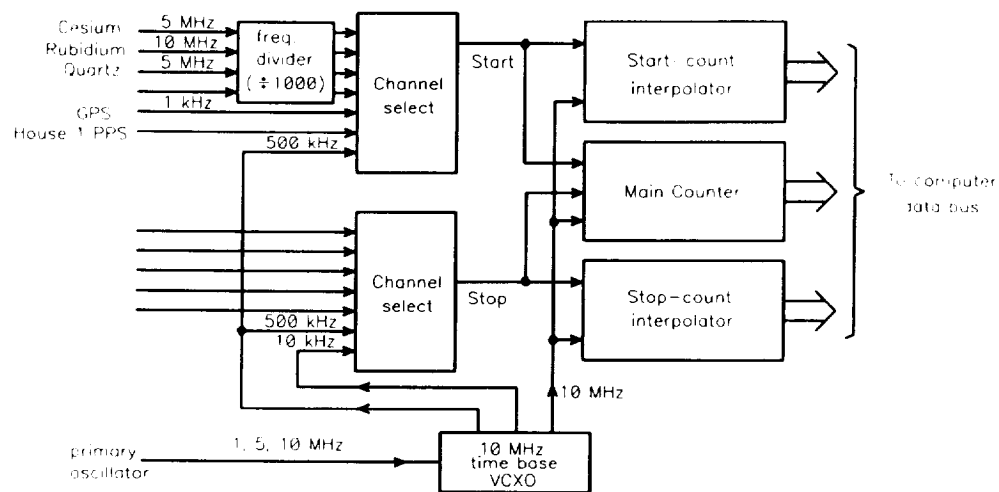 Cesium
5 MHz
Rubidium
10 MHz
Quartz
5 MHz
freq.
divider
(÷1000)
GPS
1 kHz
House 1 PPS
500 kHz
Channel
select
Start
Start-count
interpolator
Main Counter
To computer
data bus
Channel
select
Stop
Stop-count
interpolator
500 kHz
10 kHz
10 MHz
primary
oscillator
1, 5, 10 MHz
10 MHz
time base
VCXO